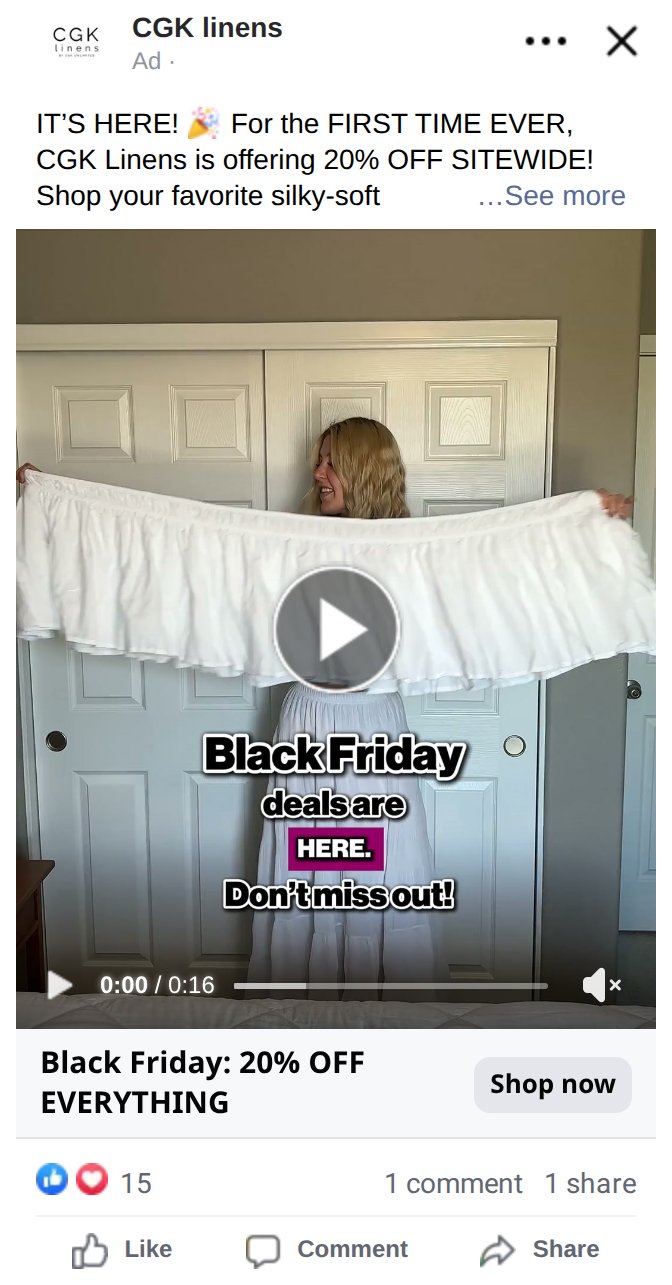 CGK
linens
CGK linens
Ad ·
IT’S HERE! 🎉 For the FIRST TIME EVER,
CGK Linens is offering 20% OFF SITEWIDE!
Shop your favorite silky-soft …See more
Black Friday
deals are
HERE.
Don’t miss out!
0:00 / 0:16
Black Friday: 20% OFF
EVERYTHING
Shop now
15 1 comment 1 share
Like Comment Share